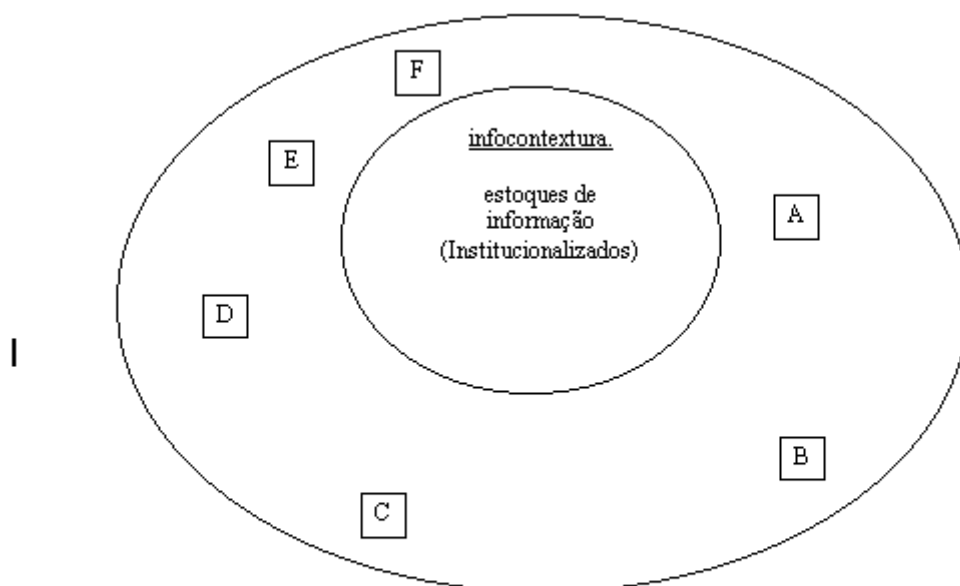 F
infocontextura.
E
estoques de
informação
(Institucionalizados)
A
D
I
B
C